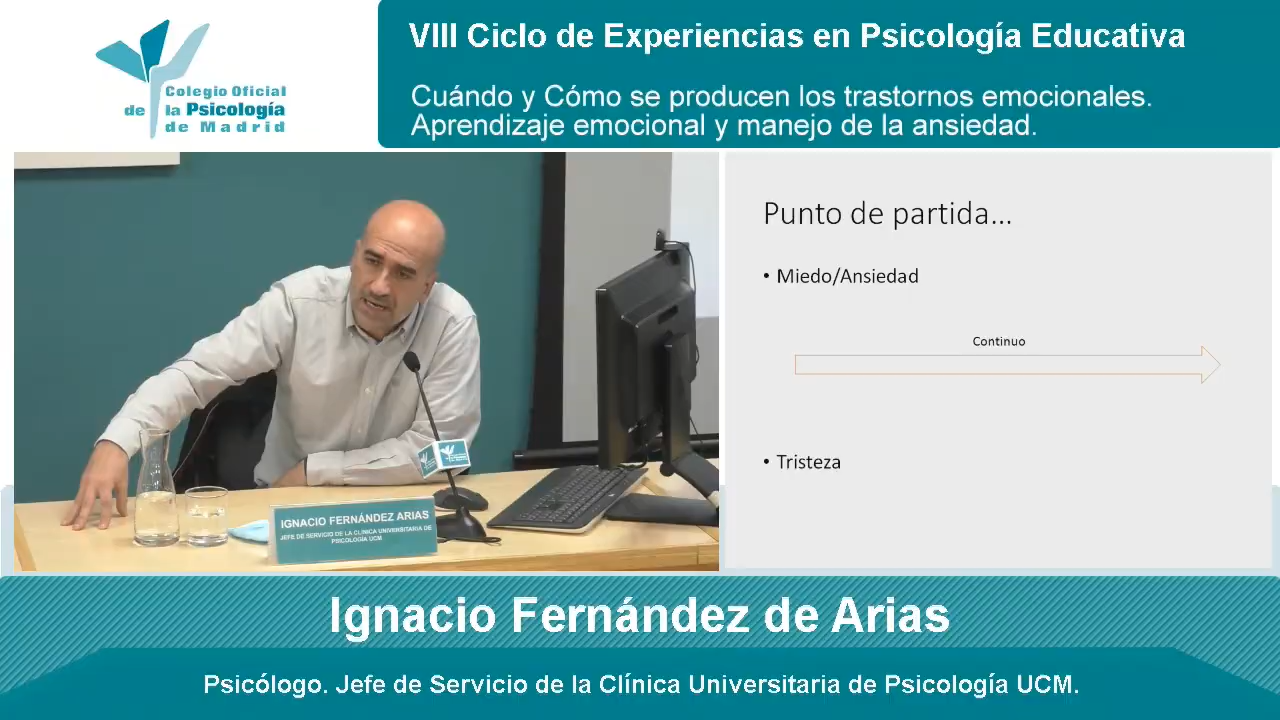 Colegio Oficial
de la Psicología
de Madrid
VIII Ciclo de Experiencias en Psicología Educativa
Cuándo y Cómo se producen los trastornos emocionales.
Aprendizaje emocional y manejo de la ansiedad.
Punto de partida...
• Miedo/Ansiedad
Continuo
• Tristeza
IGNACIO FERNÁNDEZ ARIAS
JEFE DE SERVICIO DE LA CLÍNICA UNIVERSITARIA DE
PSICOLOGÍA UCM
Ignacio Fernández de Arias
Psicólogo. Jefe de Servicio de la Clínica Universitaria de Psicología UCM.